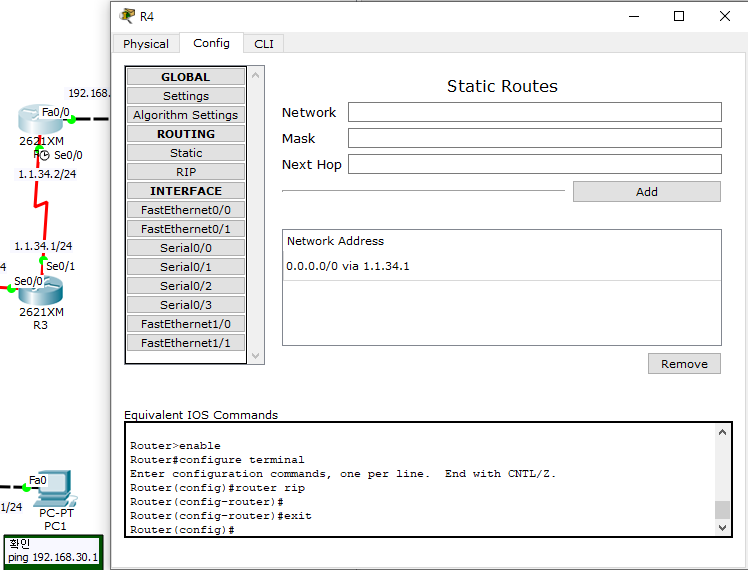 R4
Physical
Config
CLI
GLOBAL
Settings
Algorithm Settings
ROUTING
Static
RIP
INTERFACE
FastEthernet0/0
FastEthernet0/1
Serial0/0
Serial0/1
Serial0/2
Serial0/3
FastEthernet1/0
FastEthernet1/1
Static Routes
Network
Mask
Next Hop
Add
Network Address
0.0.0.0/0 via 1.1.34.1
Remove
Equivalent IOS Commands
Router>enable
Router#configure terminal
Enter configuration commands, one per line.  End with CNTL/Z.
Router(config)#router rip
Router(config-router)#
Router(config-router)#exit
Router(config)#
192.168.
Fa0/0
2621XM
Se0/0
1.1.34.2/24
1.1.34.1/24
4
Se0/1
Se0/0
2621XM
R3
Fa0
1/24
PC-PT
PC1
확인
ping 192.168.30.1